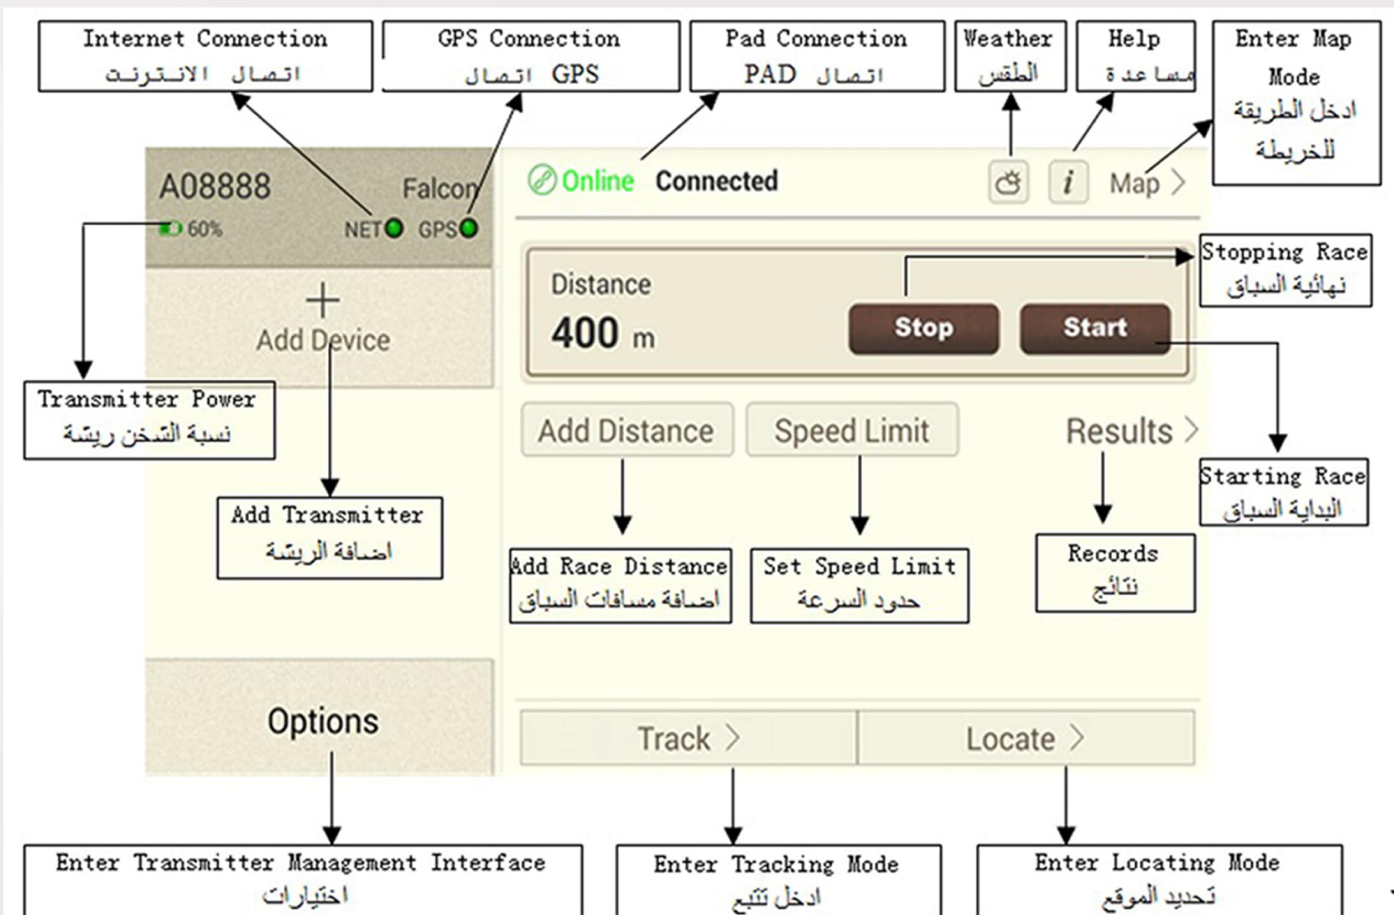 Internet Connection
اتصال الانترنت
GPS Connection
اتصال GPS
Pad Connection
اتصال PAD
Weather
الطقس
Help
مساعدة
Enter Map
Mode
ادخل الطريقة
للخريطة
A08888
Falcon
60%
NET
GPS
Online Connected
i
Map >
Add Device
Distance
400 m
Stop
Start
Stopping Race
نهائية السباق
Transmitter Power
نسبة الشخن ريشة
Add Distance
Speed Limit
Results >
Starting Race
البداية السباق
Add Transmitter
اضافة الريشة
Add Race Distance
اضافة مسافات السباق
Set Speed Limit
حدود السرعة
Records
نتائج
Options
Track >
Locate >
Enter Transmitter Management Interface
اختيارات
Enter Tracking Mode
ادخل تتبع
Enter Locating Mode
تحديد الموقع